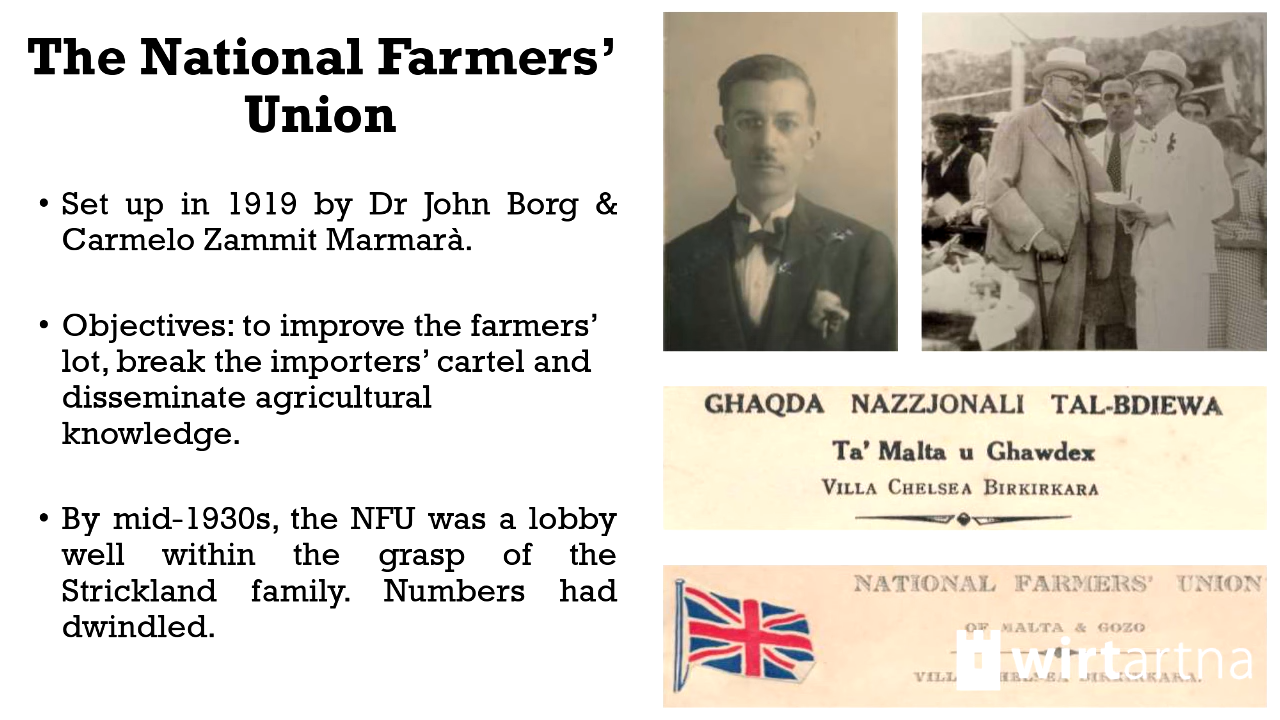 The National Farmers’
Union
• Set up in 1919 by Dr John Borg &
Carmelo Zammit Marmarà.
• Objectives: to improve the farmers’
lot, break the importers’ cartel and
disseminate agricultural
knowledge.
• By mid-1930s, the NFU was a lobby
well within the grasp of the
Strickland family. Numbers had
dwindled.
GHAQDA NAZZJONALI TAL-BDIEWA
Ta’ Malta u Ghawdex
VILLA CHELSEA BIRKIRKARA
NATIONAL FARMERS’ UNION
OF MALTA & GOZO
BIRKIRKARA.
wirtartna